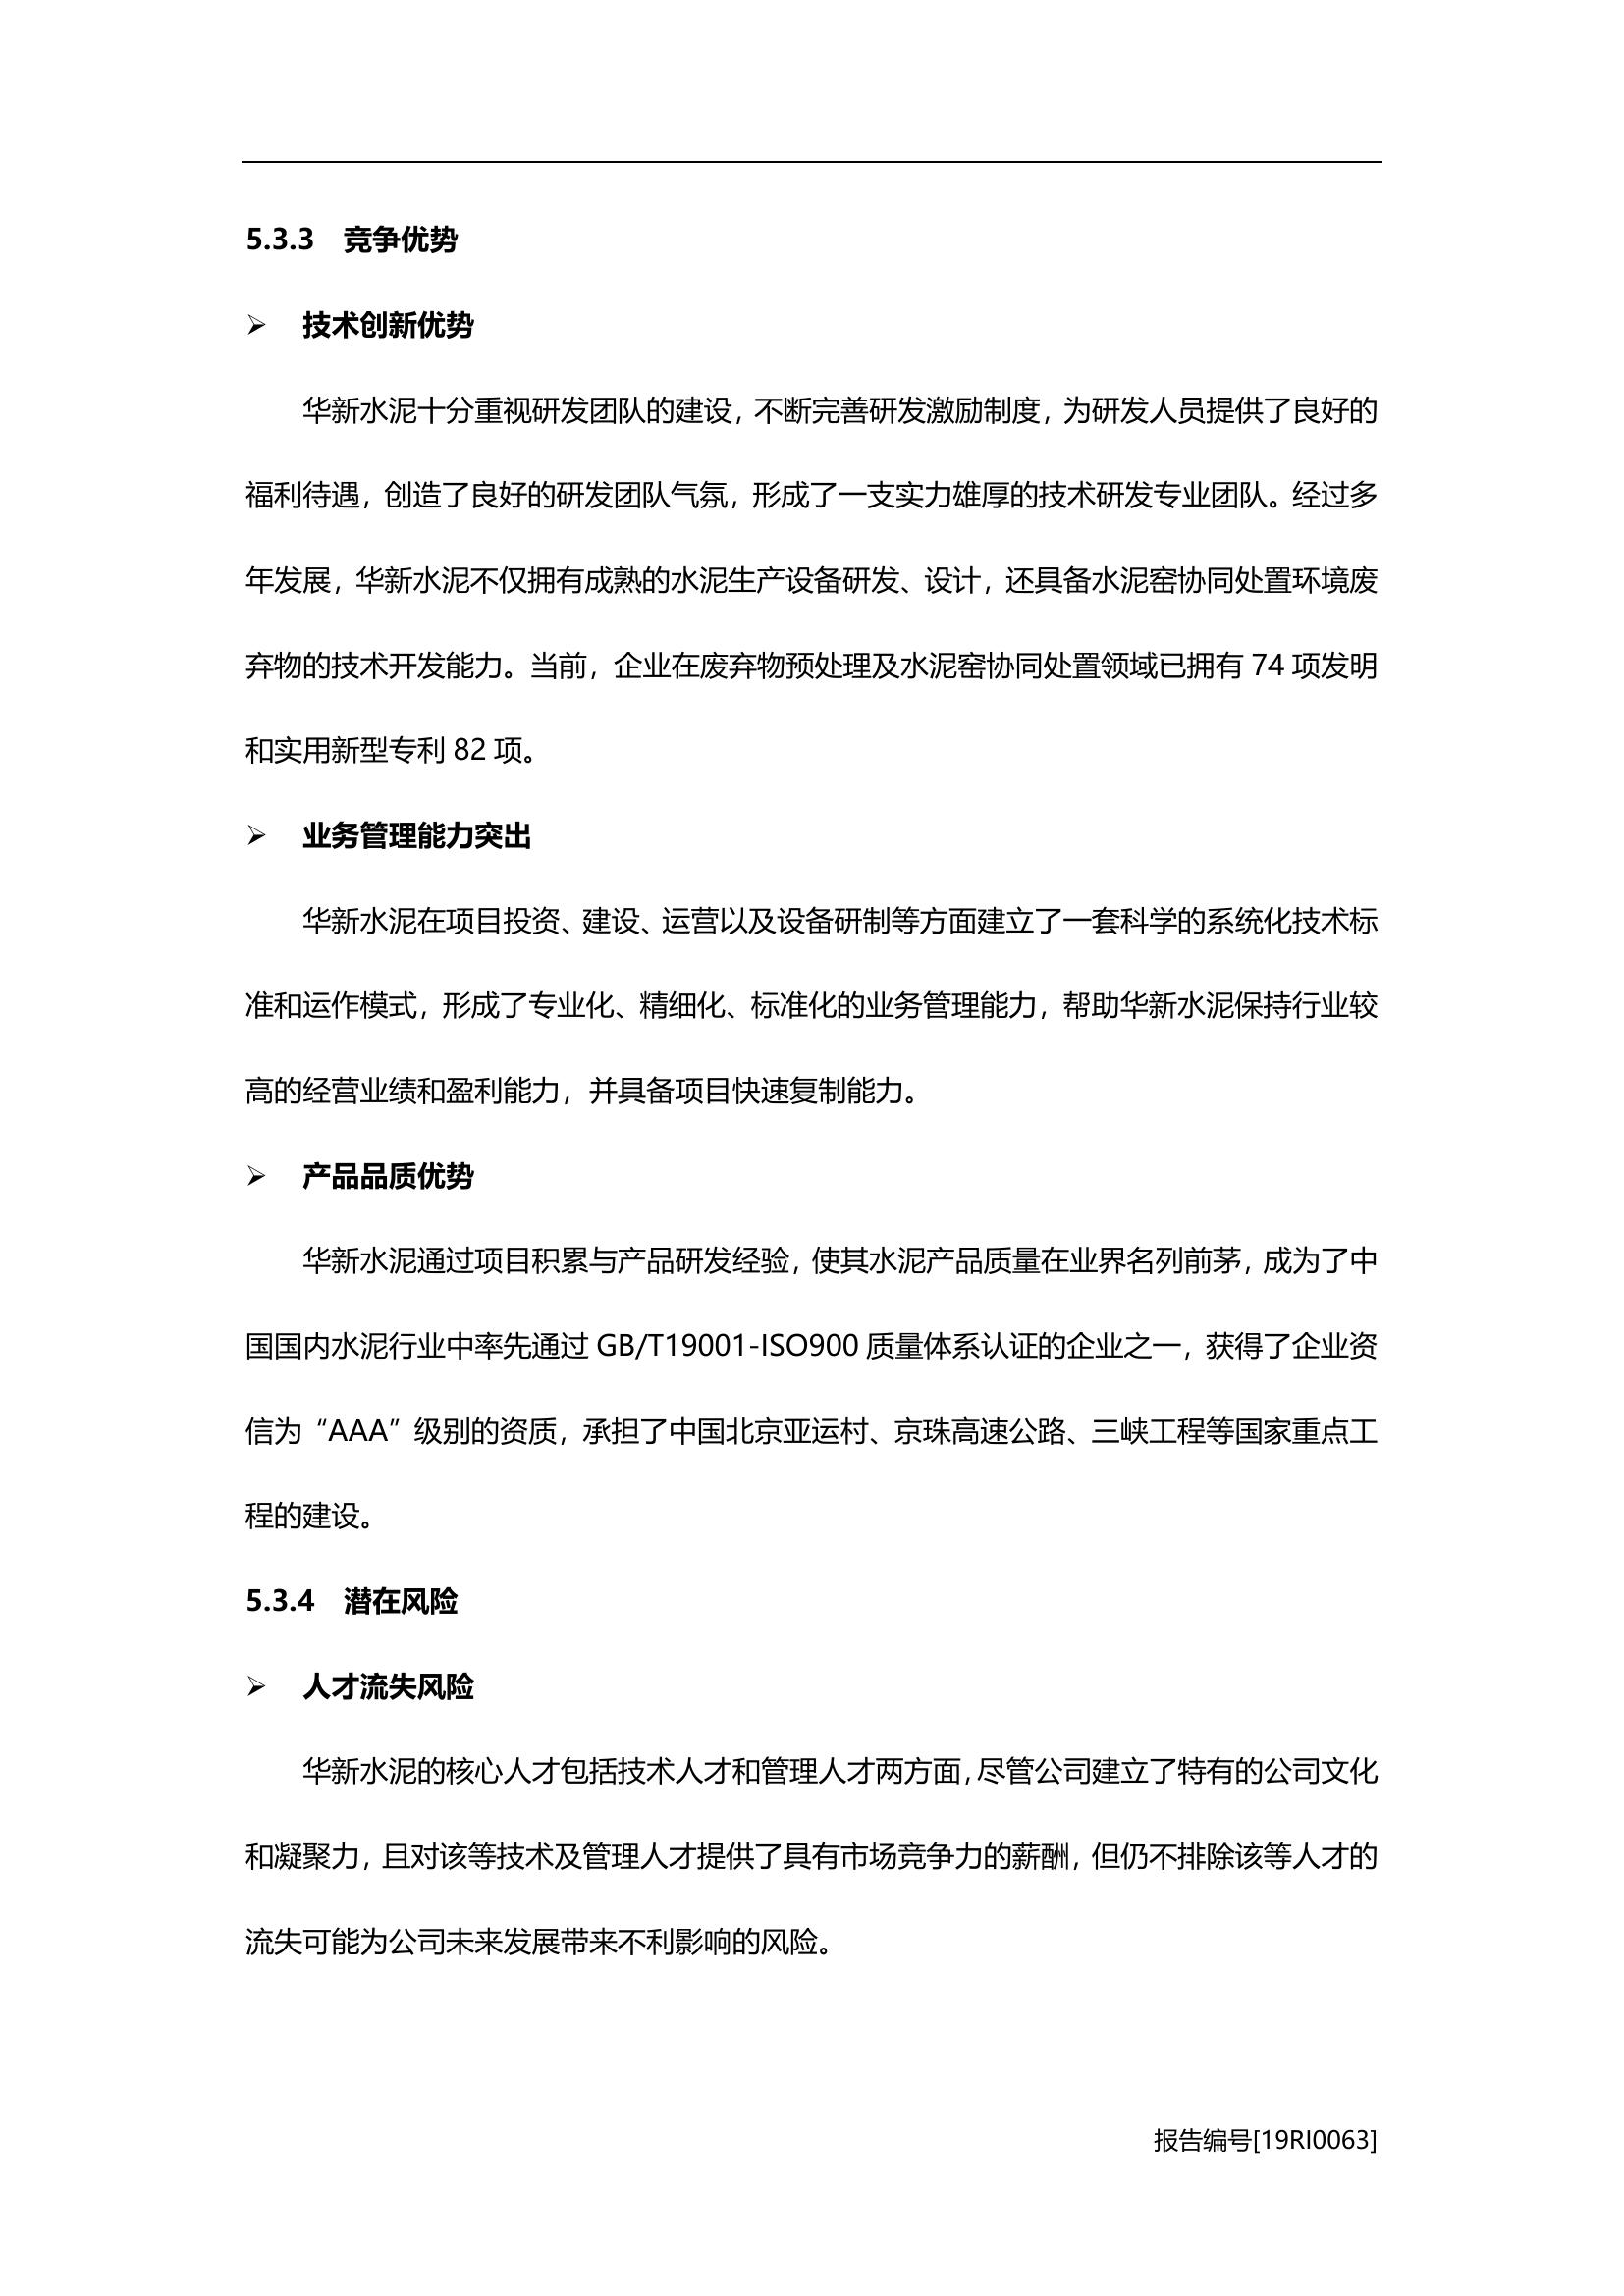 5.3.3 竞争优势
➢ 技术创新优势
华新水泥十分重视研发团队的建设，不断完善研发激励制度，为研发人员提供了良好的
福利待遇，创造了良好的研发团队气氛，形成了一支实力雄厚的技术研发专业团队。经过多
年发展，华新水泥不仅拥有成熟的水泥生产设备研发、设计，还具备水泥窑协同处置环境废
弃物的技术开发能力。当前，企业在废弃物预处理及水泥窑协同处置领域已拥有 74 项发明
和实用新型专利 82 项。
➢ 业务管理能力突出
华新水泥在项目投资、建设、运营以及设备研制等方面建立了一套科学的系统化技术标
准和运作模式，形成了专业化、精细化、标准化的业务管理能力，帮助华新水泥保持行业较
高的经营业绩和盈利能力，并具备项目快速复制能力。
➢ 产品品质优势
华新水泥通过项目积累与产品研发经验，使其水泥产品质量在业界名列前茅，成为了中
国国内水泥行业中率先通过 GB/T19001-ISO900 质量体系认证的企业之一，获得了企业资
信为“AAA”级别的资质，承担了中国北京亚运村、京珠高速公路、三峡工程等国家重点工
程的建设。
5.3.4 潜在风险
➢ 人才流失风险
华新水泥的核心人才包括技术人才和管理人才两方面，尽管公司建立了特有的公司文化
和凝聚力，且对该等技术及管理人才提供了具有市场竞争力的薪酬，但仍不排除该等人才的
流失可能为公司未来发展带来不利影响的风险。
报告编号[19RI0063]